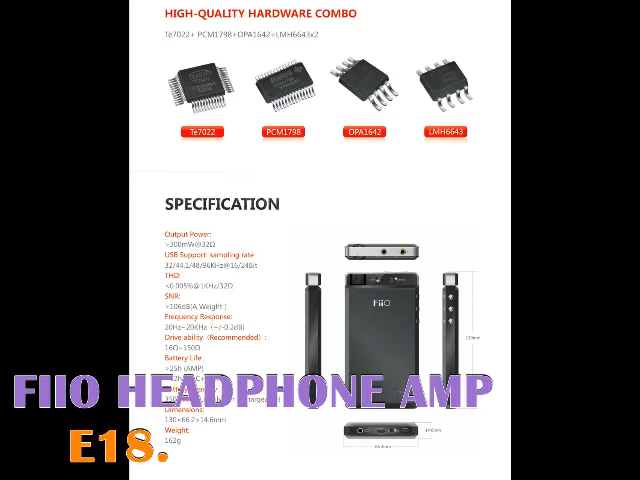 HIGH-QUALITY HARDWARE COMBO
Te7022+ PCM1798+OPA1642+LMH6643x2
Te7022 PCM1798 OPA1642 LMH6643
SPECIFICATION
Output Power:
>300mW@32Ω
USB Support sampling rate
32/44.1/48/96KHz@16/24Bit
THD:
<0.005%@1KHz/32Ω
SNR:
>106dB(A Weight )
Frequency Response:
20Hz~20KHz (+/-0.2dB)
Drive ability (Recommended) :
16Ω~150Ω
Battery Life:
>25h (AMP)
FiiO
FIIO HEADPHONE AMP
E18.
Dimensions:
130×66.2×14.6mm
Weight:
162g